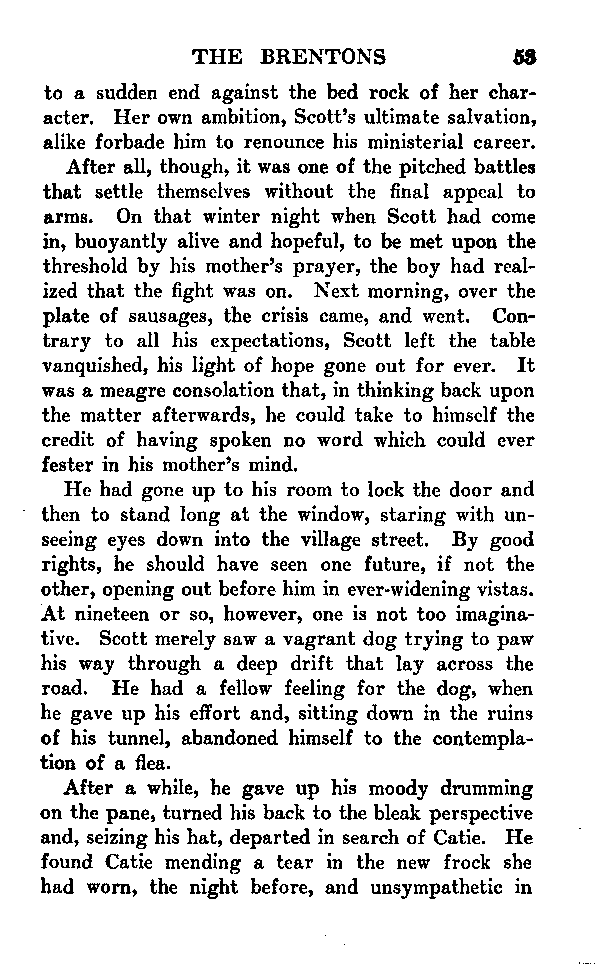 THE BRENTONS 53
to a sudden end against the bed rock of her char-
acter. Her own ambition, Scott's ultimate salvation,
alike forbade him to renounce his ministerial career.
After all, though, it was one of the pitched battles
that settle themselves without the final appeal to
arms. On that winter night when Scott had come
in, buoyantly alive and hopeful, to be met upon the
threshold by his mother's prayer, the boy had real-
ized that the fight was on. Next morning, over the
plate of sausages, the crisis came, and went. Con-
trary to all his expectations, Scott left the table
vanquished, his light of hope gone out for ever. It
was a meagre consolation that, in thinking back upon
the matter afterwards, he could take to himself the
credit of having spoken no word which could ever
fester in his mother's mind.
He had gone up to his room to lock the door and
then to stand long at the window, staring with un-
seeing eyes down into the village street. By good
rights, he should have seen one future, if not the
other, opening out before him in ever-widening vistas.
At nineteen or so, however, one is not too imagina-
tive. Scott merely saw a vagrant dog trying to paw
his way through a deep drift that lay across the
road. He had a fellow feeling for the dog, when
he gave up his effort and, sitting down in the ruins
of his tunnel, abandoned himself to the contempla-
tion of a flea.
After a while, he gave up his moody drumming
on the pane, turned his back to the bleak perspective
and, seizing his hat, departed in search of Catie. He
found Catie mending a tear in the new frock she
had worn, the night before, and unsympathetic in